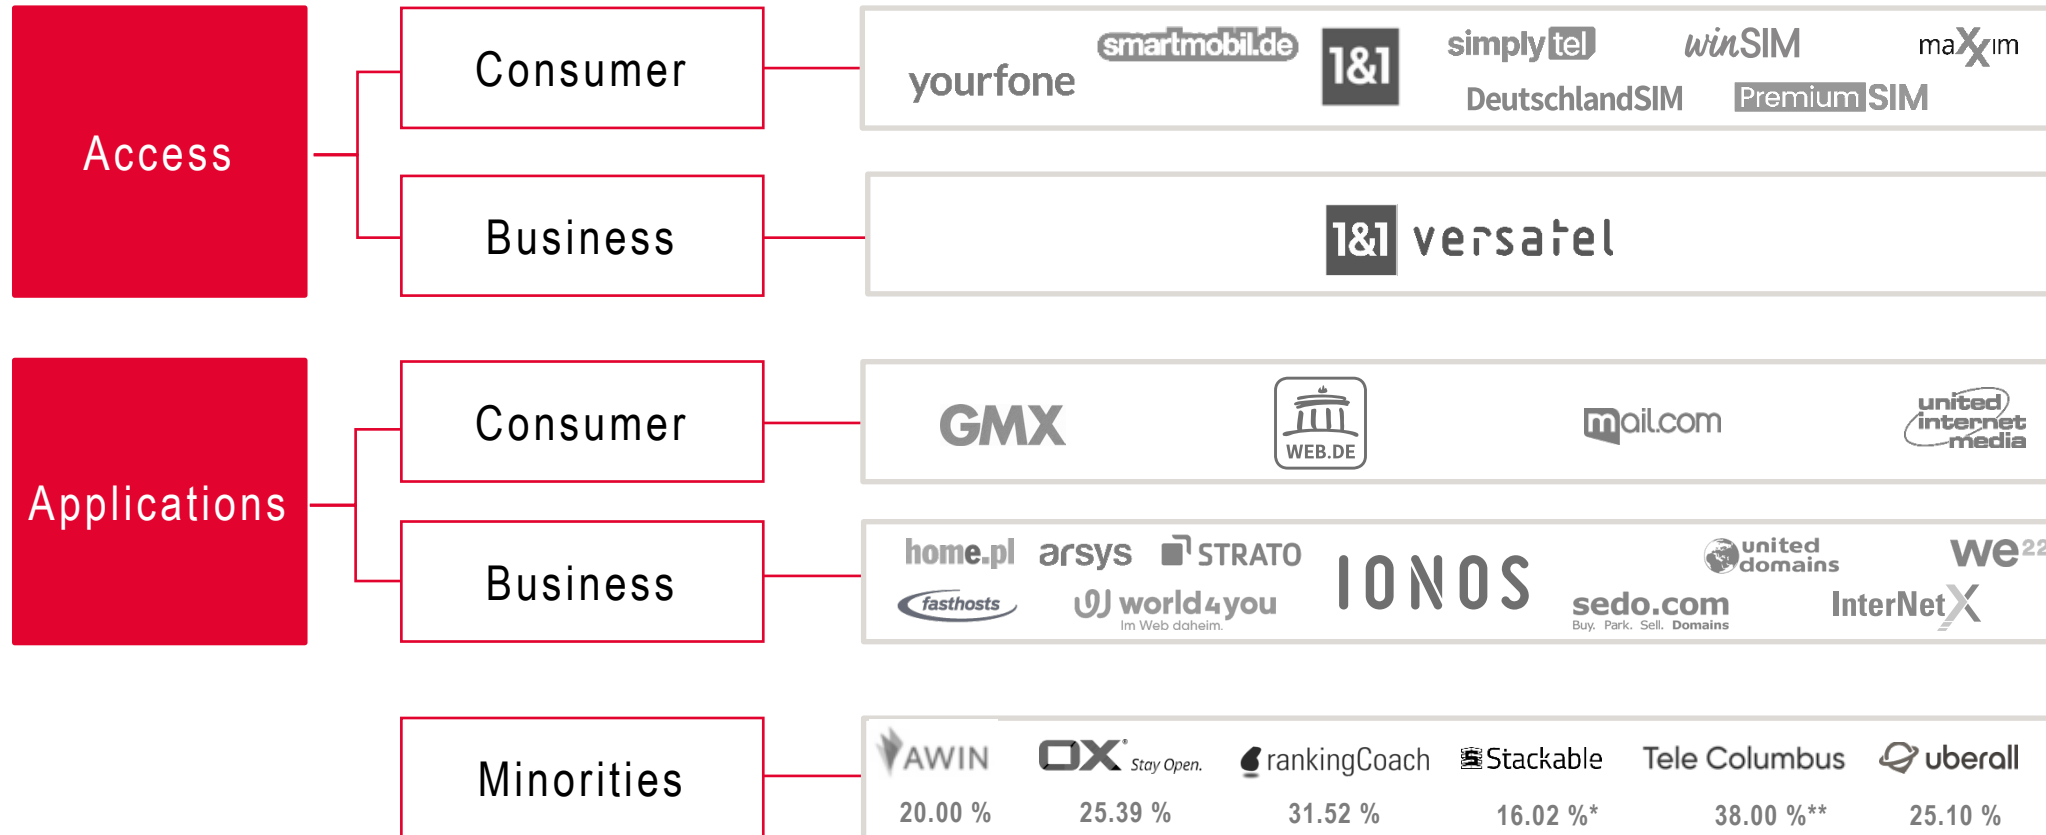 Access
Consumer
yourfone
smartmobil.de
1&1
simply tel
winSIM
maXXim
DeutschlandSIM
Premium SIM
Business
1&1 versatel
Applications
Consumer
GMX
WEB.DE
mail.com
united
internet
media
Business
home.pl
arsys
STRATO
IONOS
united
domains
we22
fasthosts
world4you
Im Web daheim.
sedo.com
Buy. Park. Sell. Domains
InterNetX
Minorities
AWIN
OX® Stay Open.
rankingCoach
Stackable
Tele Columbus
uberall
20.00 %
25.39 %
31.52 %
16.02 %*
38.00 %**
25.10 %